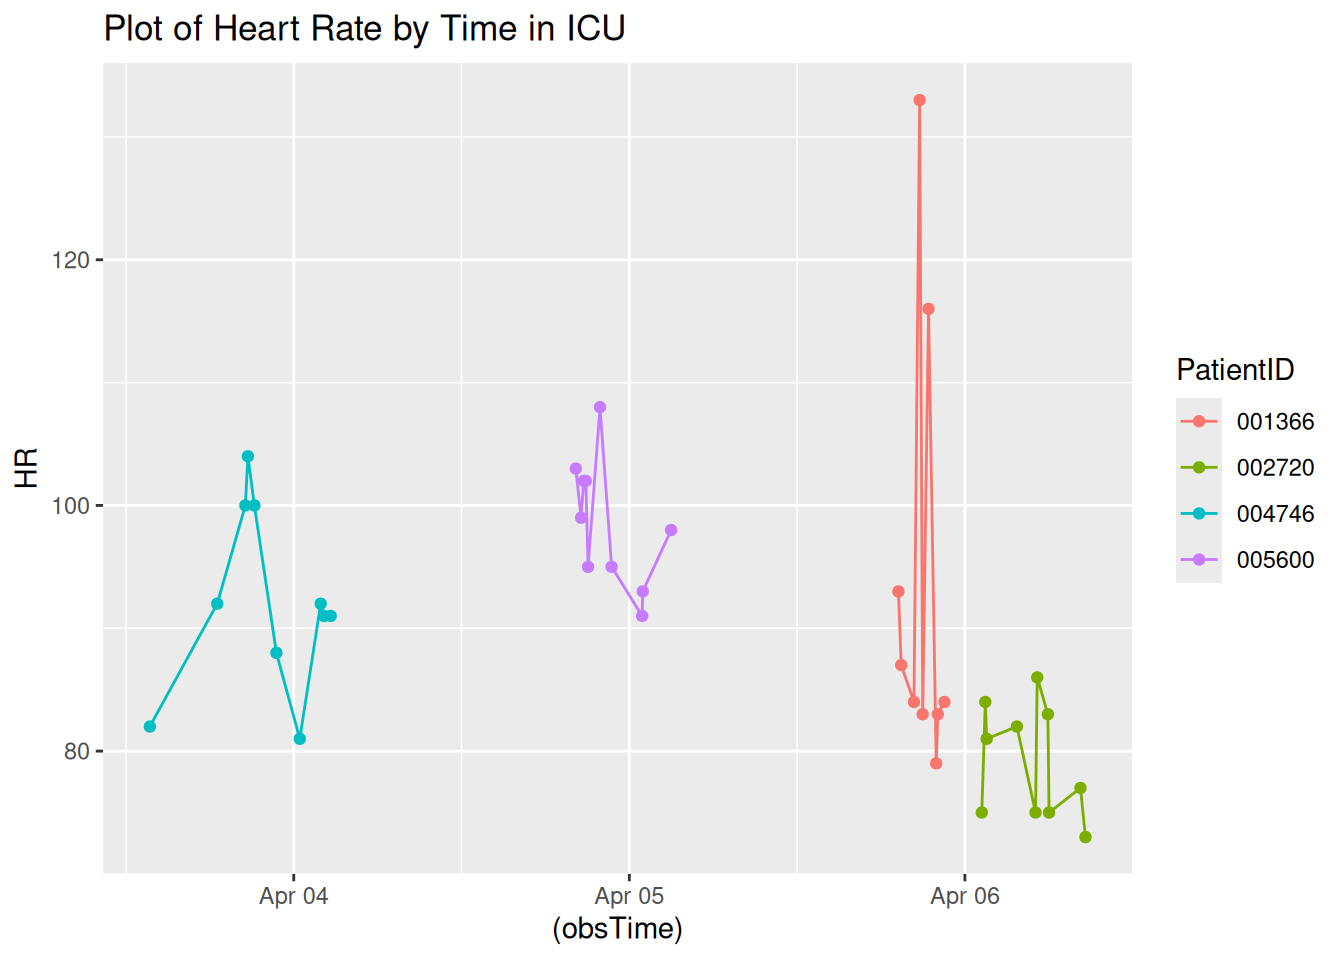 Plot of Heart Rate by Time in ICU
HR
120
100
80
Apr 04
Apr 05
Apr 06
(obsTime)
PatientID
001366
002720
004746
005600